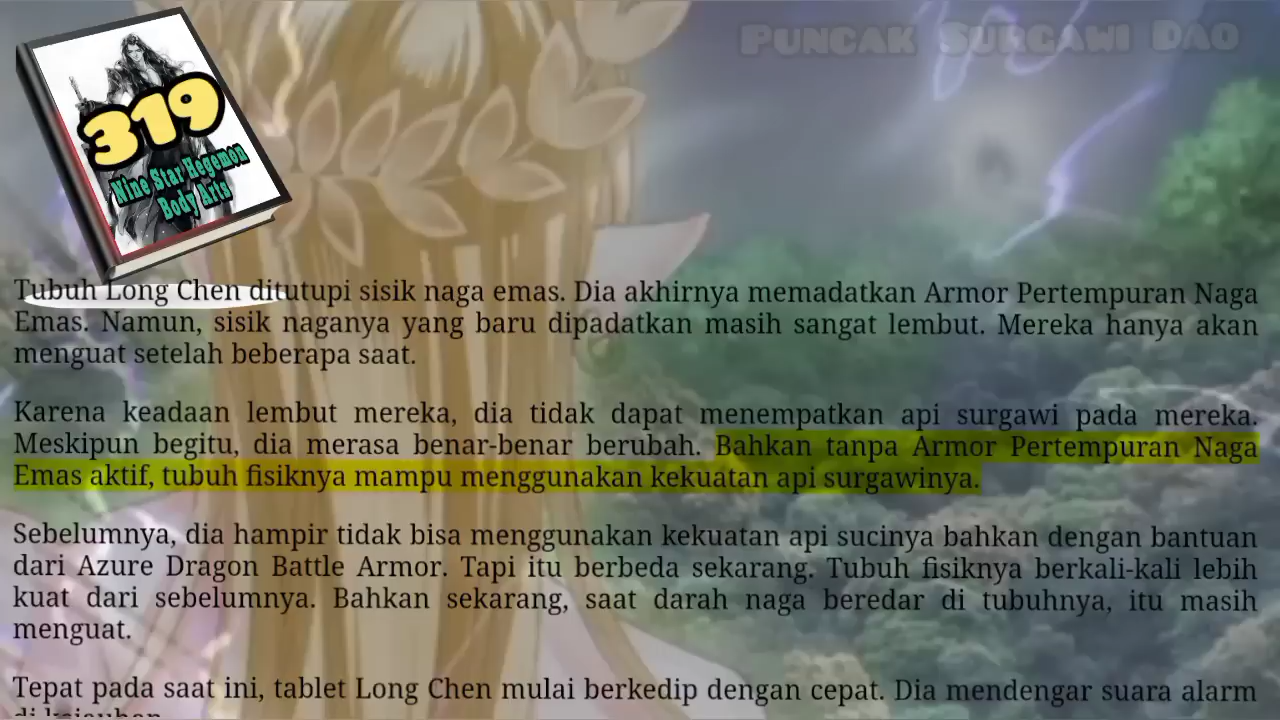 Puncak Surgawi Dao
319
Nine Star Hegemon
Body Arts
Tubuh Long Chen ditutupi sisik naga emas. Dia akhirnya memadatkan Armor Pertempuran Naga
Emas. Namun, sisik naganya yang baru dipadatkan masih sangat lembut. Mereka hanya akan
menguat setelah beberapa saat.
Karena keadaan lembut mereka, dia tidak dapat menempatkan api surgawi pada mereka.
Meskipun begitu, dia merasa benar-benar berubah. Bahkan tanpa Armor Pertempuran Naga
Emas aktif, tubuh fisiknya mampu menggunakan kekuatan api surgawinya.
Sebelumnya, dia hampir tidak bisa menggunakan kekuatan api sucinya bahkan dengan bantuan
dari Azure Dragon Battle Armor. Tapi itu berbeda sekarang. Tubuh fisiknya berkali-kali lebih
kuat dari sebelumnya. Bahkan sekarang, saat darah naga beredar di tubuhnya, itu masih
menguat.
Tepat pada saat ini, tablet Long Chen mulai berkedip dengan cepat. Dia mendengar suara alarm